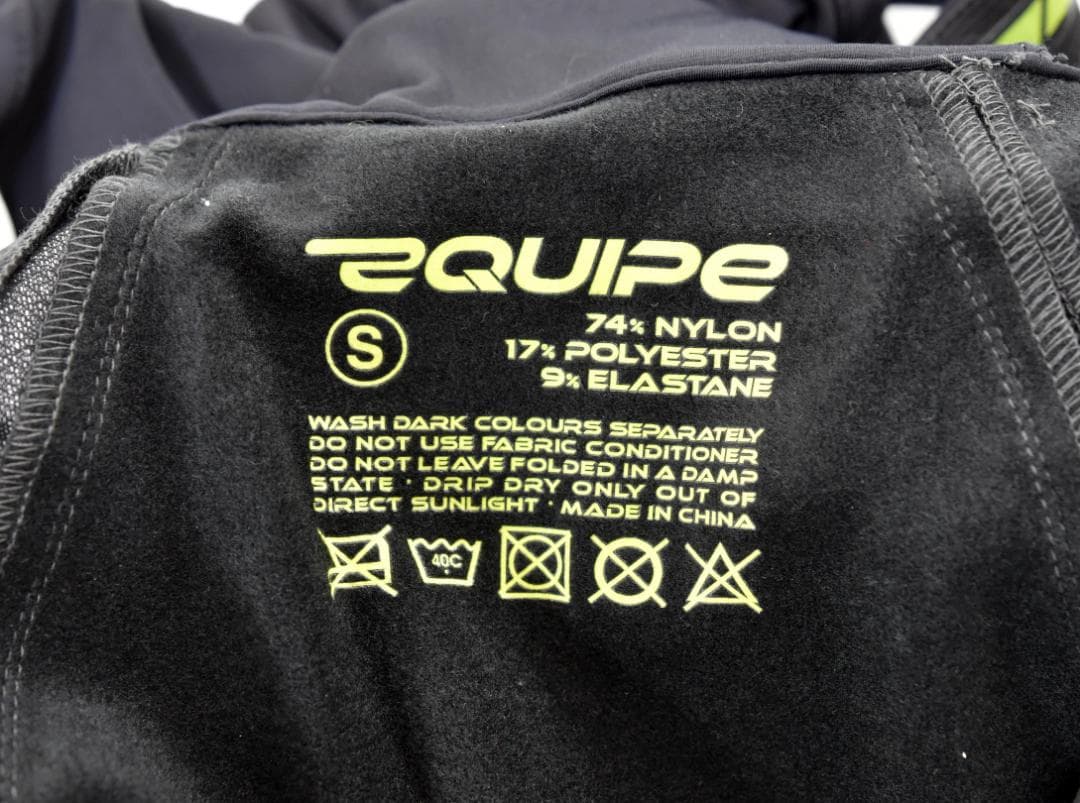 EQUIPE
S
74% NYLON
17% POLYESTER
9% ELASTANE
WASH DARK COLOURS SEPARATELY
DO NOT USE FABRIC CONDITIONER
DO NOT LEAVE FOLDED IN A DAMP
STATE · DRIP DRY ONLY OUT OF
DIRECT SUNLIGHT · MADE IN CHINA
40C